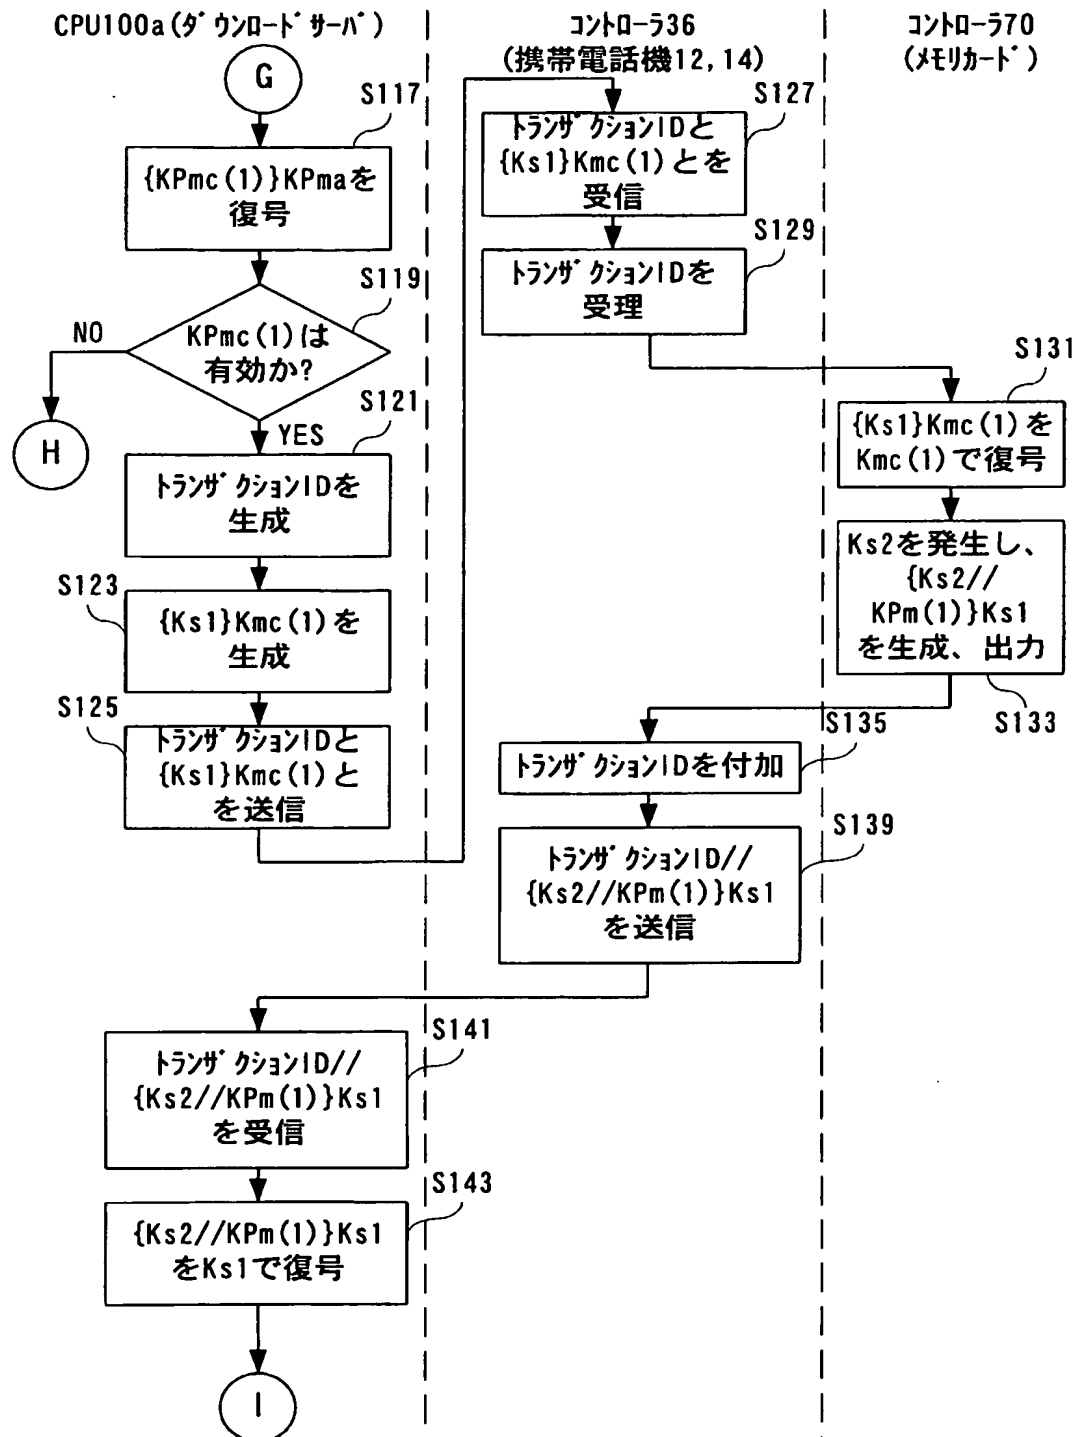 CPU100a(ﾀﾞｳﾝﾛｰﾄﾞｻｰﾊﾞ)
G
S117
{KPmc(1)}KPmaを
復号
S119
KPmc(1)は
有効か?
NO
H
YES
S121
ﾄﾗﾝｻﾞｸｼｮﾝIDを
生成
S123
{Ks1}Kmc(1)を
生成
S125
ﾄﾗﾝｻﾞｸｼｮﾝIDと
{Ks1}Kmc(1)と
を送信
ｺﾝﾄﾛｰﾗ36
(携帯電話機12,14)
S127
ﾄﾗﾝｻﾞｸｼｮﾝIDと
{Ks1}Kmc(1)とを
受信
S129
ﾄﾗﾝｻﾞｸｼｮﾝIDを
受理
ｺﾝﾄﾛｰﾗ70
(ﾒﾓﾘｶｰﾄﾞ)
S131
{Ks1}Kmc(1)を
Kmc(1)で復号
Ks2を発生し、
{Ks2//
KPm(1)}Ks1
を生成、出力
S133
S135
ﾄﾗﾝｻﾞｸｼｮﾝIDを付加
S139
ﾄﾗﾝｻﾞｸｼｮﾝID//
{Ks2//KPm(1)}Ks1
を送信
S141
ﾄﾗﾝｻﾞｸｼｮﾝID//
{Ks2//KPm(1)}Ks1
を受信
S143
{Ks2//KPm(1)}Ks1
をKs1で復号
I